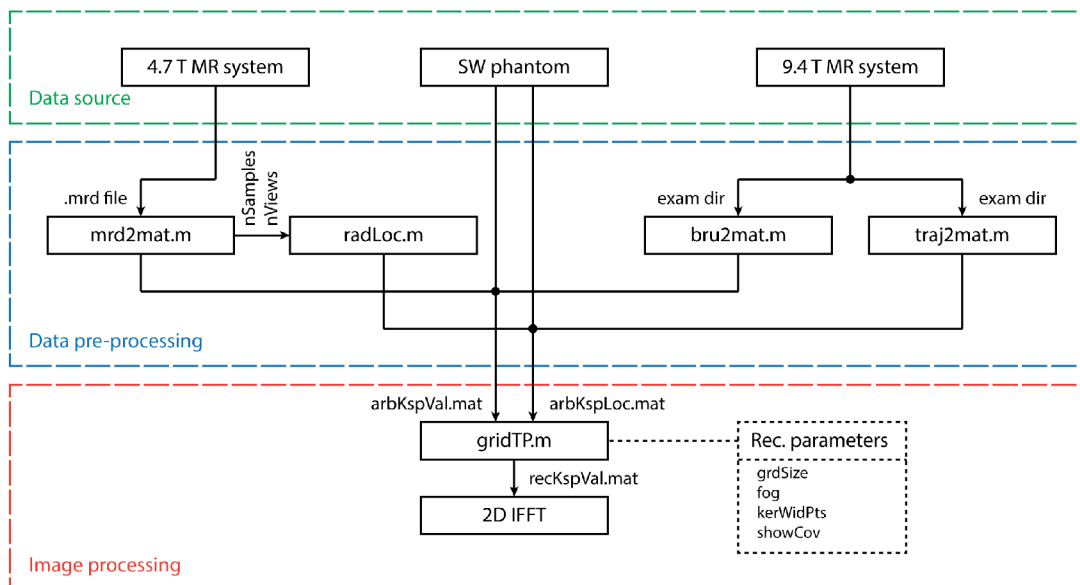 4.7 T MR system
SW phantom
9.4 T MR system
Data source
.mrd file
nSamples
nViews
exam dir
exam dir
mrd2mat.m
radLoc.m
bru2mat.m
traj2mat.m
Data pre-processing
arbKspVal.mat
arbKspLoc.mat
gridTP.m
Rec. parameters
grdSize
fog
kerWidPts
showCov
recKspVal.mat
2D IFFT
Image processing